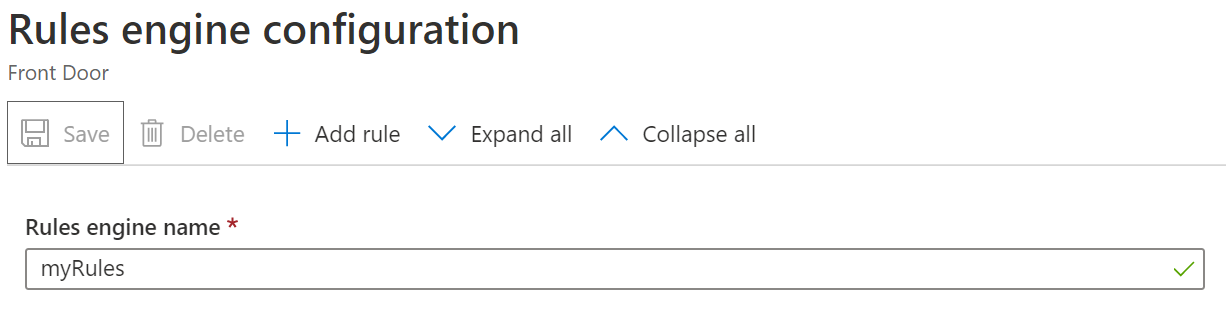 Rules engine configuration
Front Door
Save Delete Add rule Expand all Collapse all
Rules engine name *
myRules